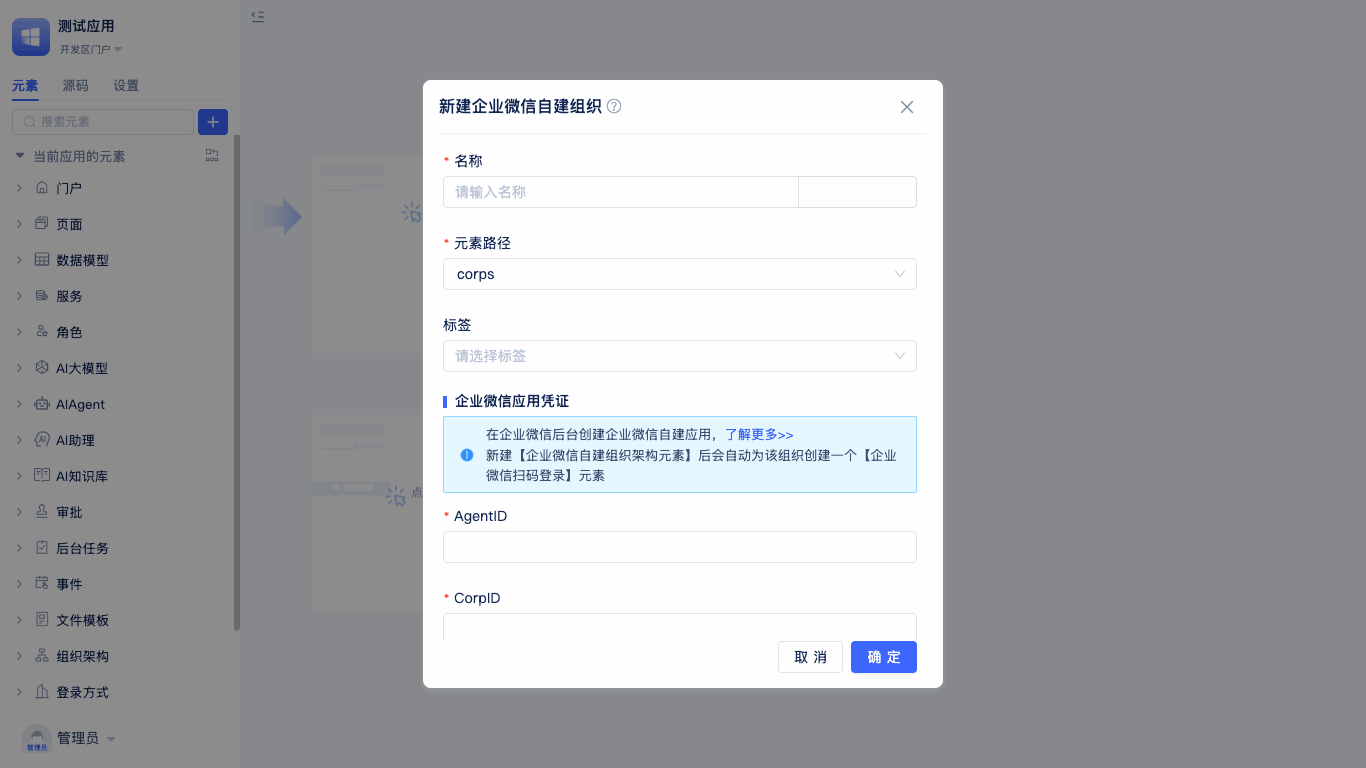 测试应用
开发区门户
元素 源码 设置
搜索元素
当前应用的元素
门户
页面
数据模型
服务
角色
AI大模型
AIAgent
AI助理
AI知识库
审批
后台任务
事件
文件模板
组织架构
登录方式
管理员
管理员
点
新建企业微信自建组织
* 名称
请输入名称
* 元素路径
corps
标签
请选择标签
企业微信应用凭证
在企业微信后台创建企业微信自建应用，了解更多>>
新建【企业微信自建组织架构元素】后会自动为该组织创建一个【企业
微信扫码登录】元素
* AgentID
* CorpID
取 消 确 定